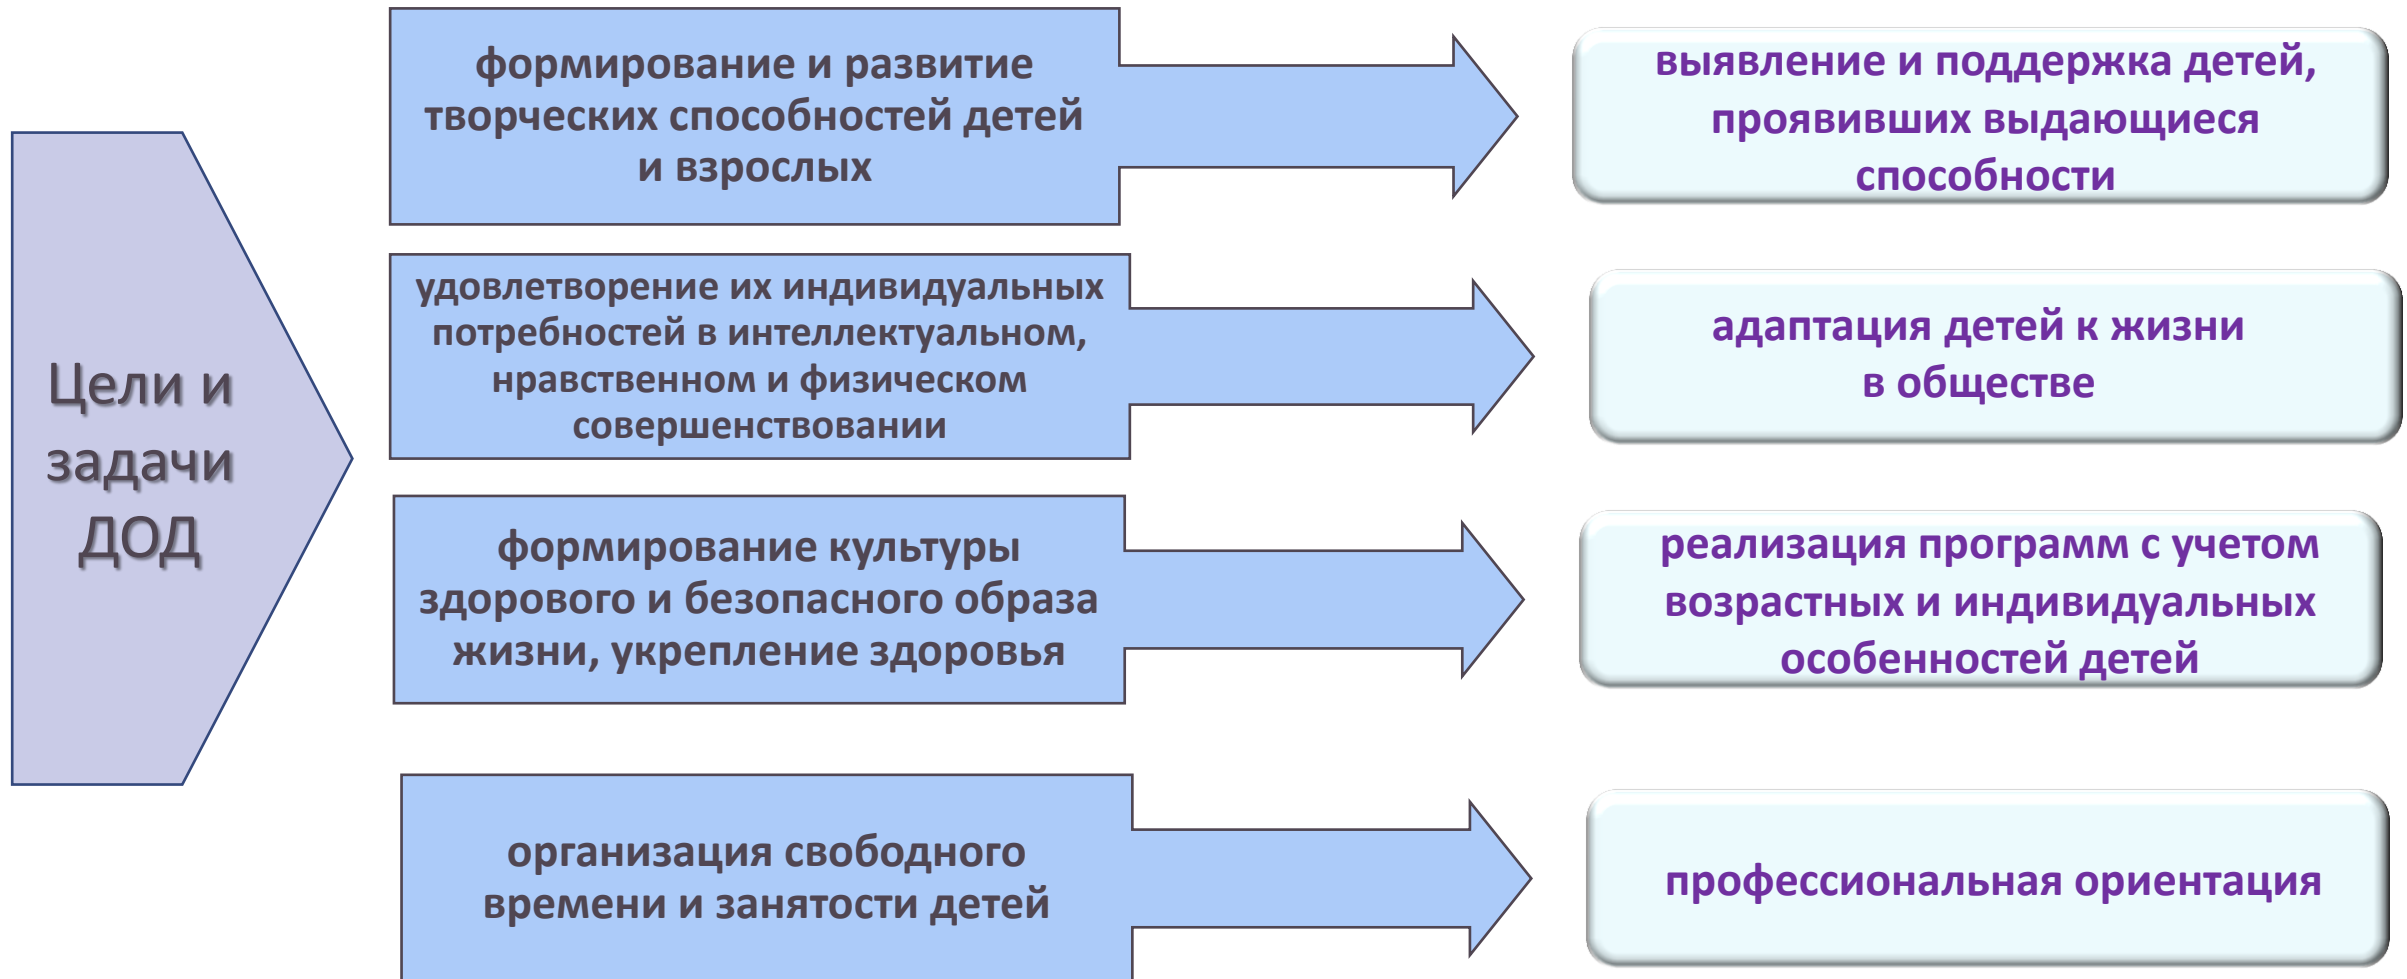 Цели и
задачи
ДОД
формирование и развитие
творческих способностей детей
и взрослых
выявление и поддержка детей,
проявивших выдающиеся
способности
удовлетворение их индивидуальных
потребностей в интеллектуальном,
нравственном и физическом
совершенствовании
адаптация детей к жизни
в обществе
формирование культуры
здорового и безопасного образа
жизни, укрепление здоровья
реализация программ с учетом
возрастных и индивидуальных
особенностей детей
организация свободного
времени и занятости детей
профессиональная ориентация